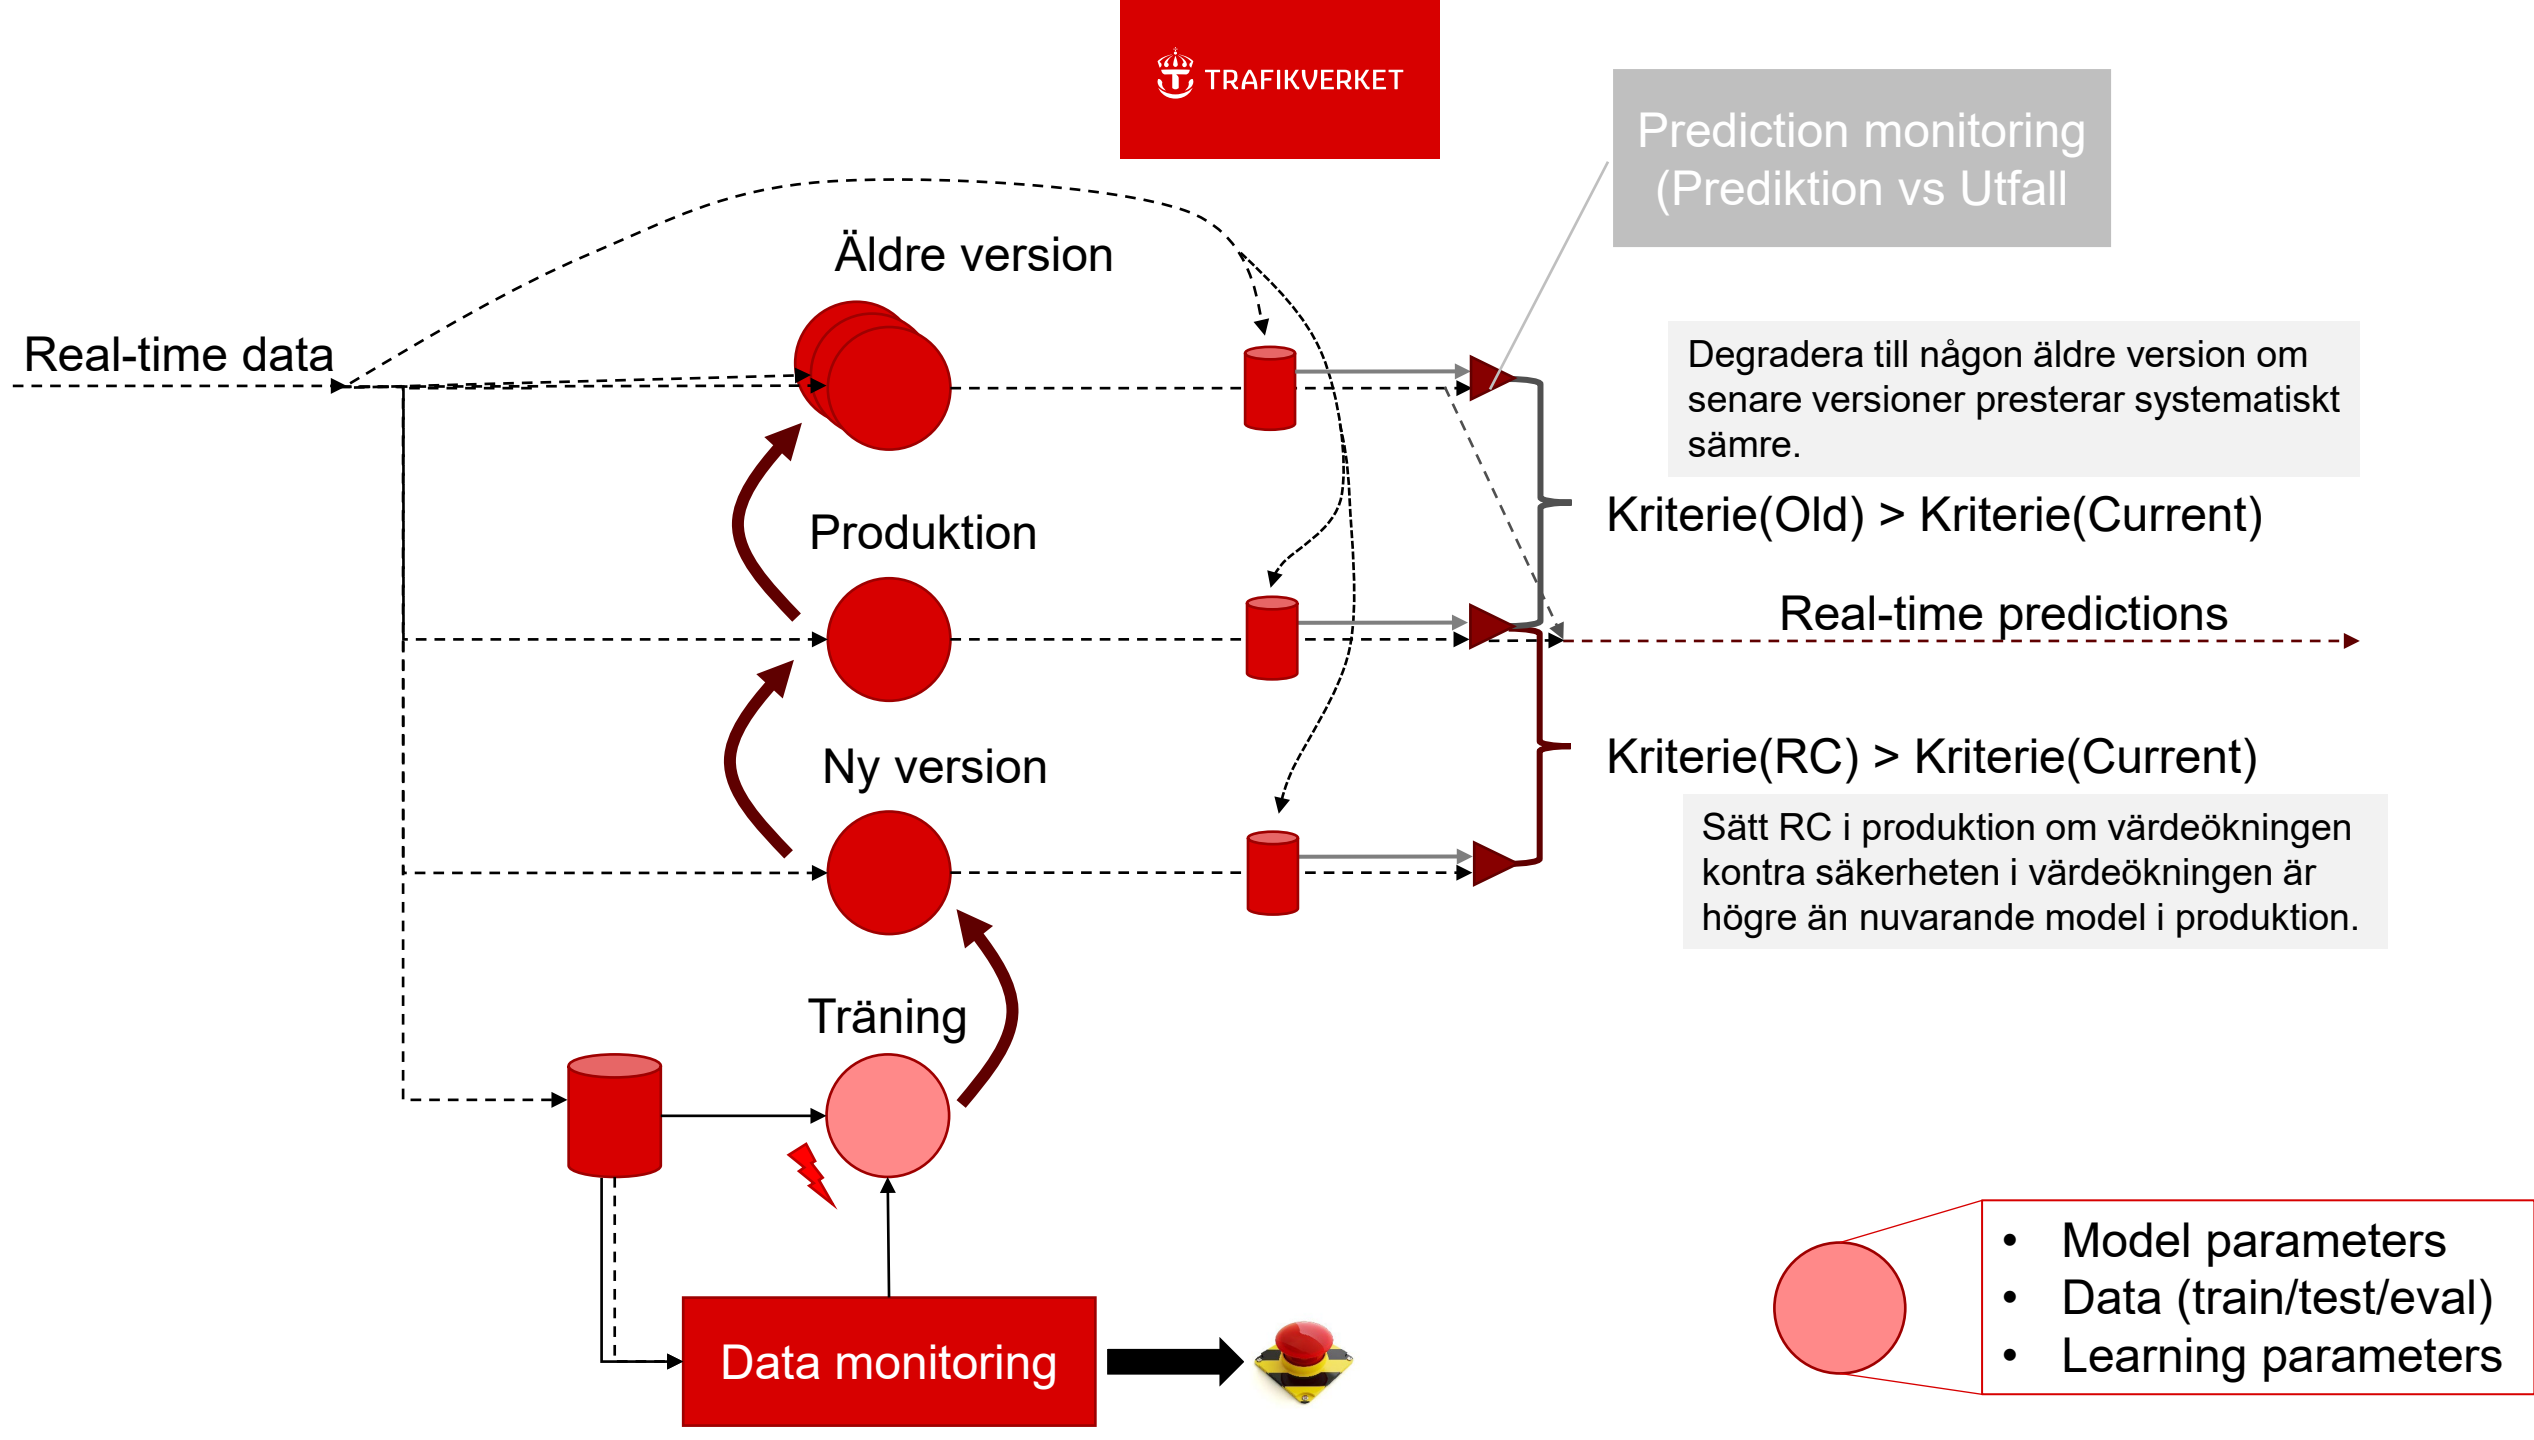 TRAFIKVERKET
Prediction monitoring
(Prediktion vs Utfall
Äldre version
Real-time data
Degradera till någon äldre version om
senare versioner presterar systematiskt
sämre.
Kriterie(Old) > Kriterie(Current)
Produktion
Real-time predictions
Ny version
Kriterie(RC) > Kriterie(Current)
Sätt RC i produktion om värdeökningen
kontra säkerheten i värdeökningen är
högre än nuvarande model i produktion.
Träning
Data monitoring
• Model parameters
• Data (train/test/eval)
• Learning parameters